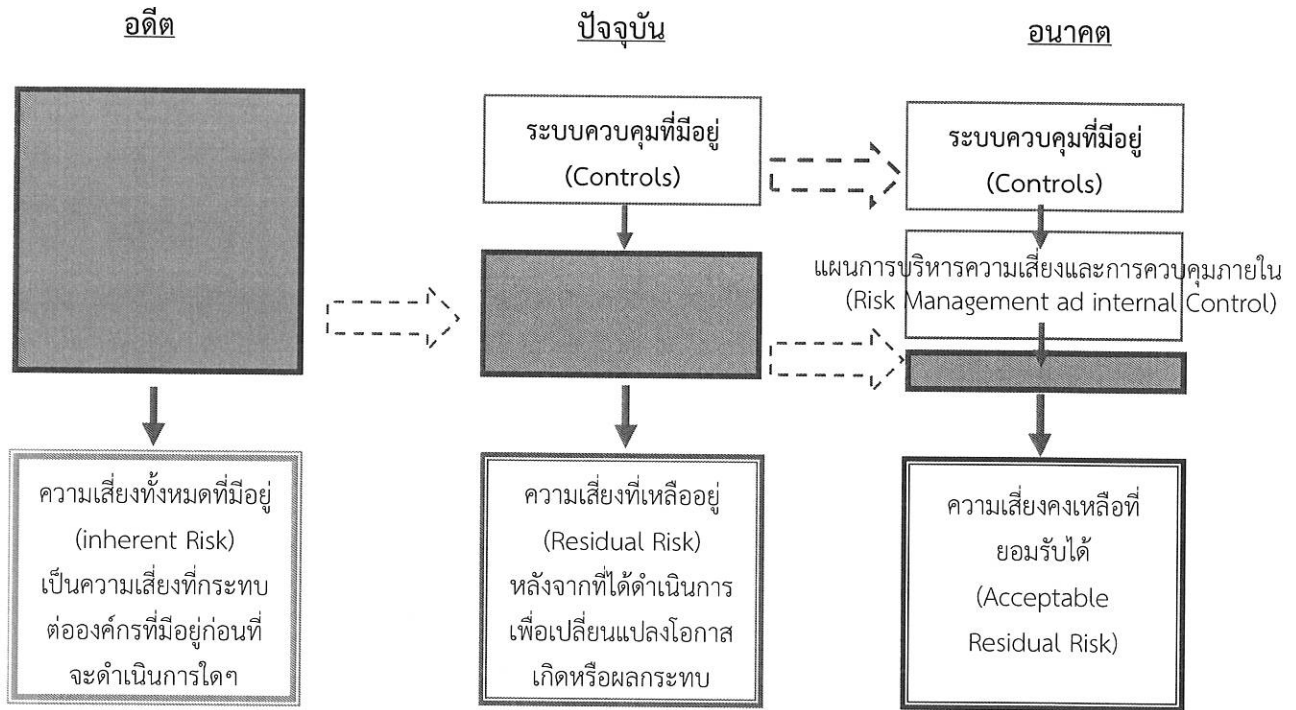 อดีต
ปัจจุบัน
อนาคต
ระบบควบคุมที่มีอยู่
(Controls)
ระบบควบคุมที่มีอยู่
(Controls)
แผนการบริหารความเสี่ยงและการควบคุมภายใน
(Risk Management ad internal Control)
ความเสี่ยงทั้งหมดที่มีอยู่
(inherent Risk)
เป็นความเสี่ยงที่กระทบ
ต่อองค์กรที่มีอยู่ก่อนที่
จะดำเนินการใดๆ
ความเสี่ยงที่เหลืออยู่
(Residual Risk)
หลังจากที่ได้ดำเนินการ
เพื่อเปลี่ยนแปลงโอกาส
เกิดหรือผลกระทบ
ความเสี่ยงคงเหลือที่
ยอมรับได้
(Acceptable
Residual Risk)